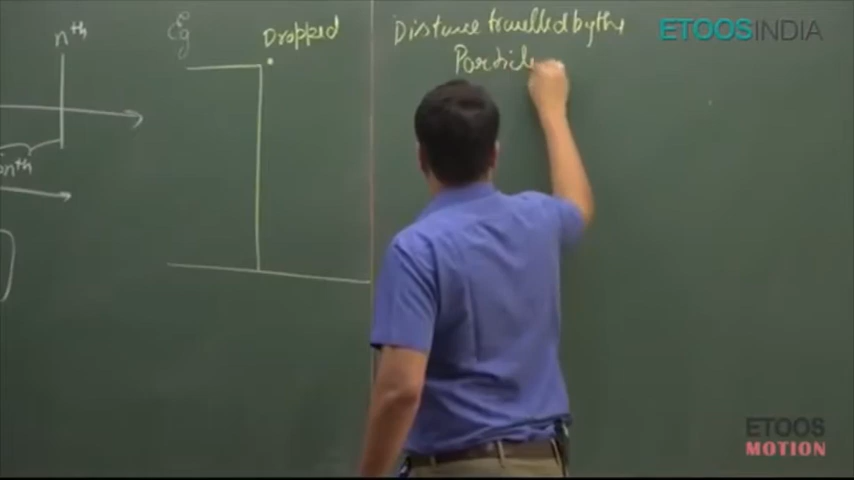 nth
Eg
Dropped
Distance travelled by the
Particle
nth
ETOOSINDIA
ETOOS
MOTION